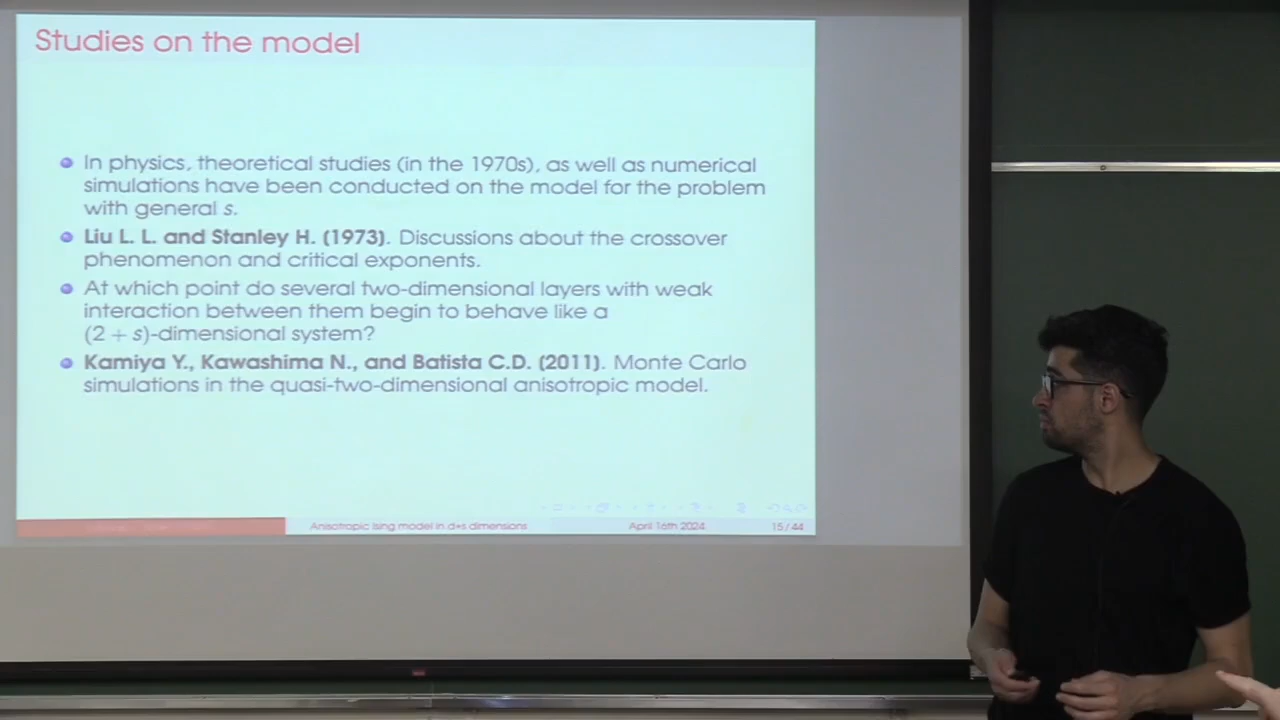 Studies on the model
In physics, theoretical studies (in the 1970s), as well as numerical
simulations have been conducted on the model for the problem
with general s.
Liu L. L. and Stanley H. (1973). Discussions about the crossover
phenomenon and critical exponents.
At which point do several two-dimensional layers with weak
interaction between them begin to behave like a
(2 + s)-dimensional system?
Kamiya Y., Kawashima N., and Batista C.D. (2011). Monte Carlo
simulations in the quasi-two-dimensional anisotropic model.
Anisotropic Ising model in d+s dimensions
April 16th 2024
15 / 44